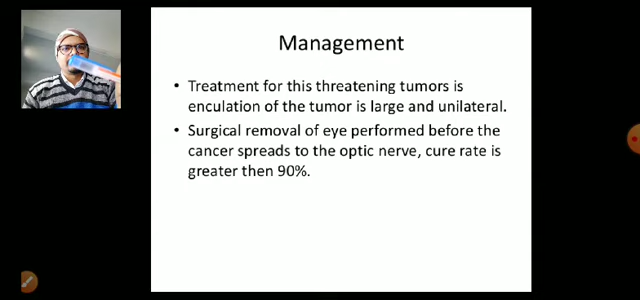 Management
• Treatment for this threatening tumors is
enculation of the tumor is large and unilateral.
• Surgical removal of eye performed before the
cancer spreads to the optic nerve, cure rate is
greater then 90%.